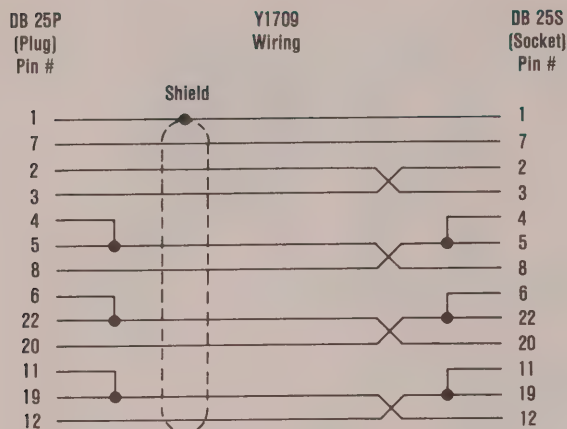 DB 25P
(Plug)
Pin #
Y1709
Wiring
DB 25S
(Socket)
Pin #
Shield
1 1
7 7
2 2
3 3
4 4
5 5
8 8
6 6
22 22
20 20
11 11
19 19
12 12